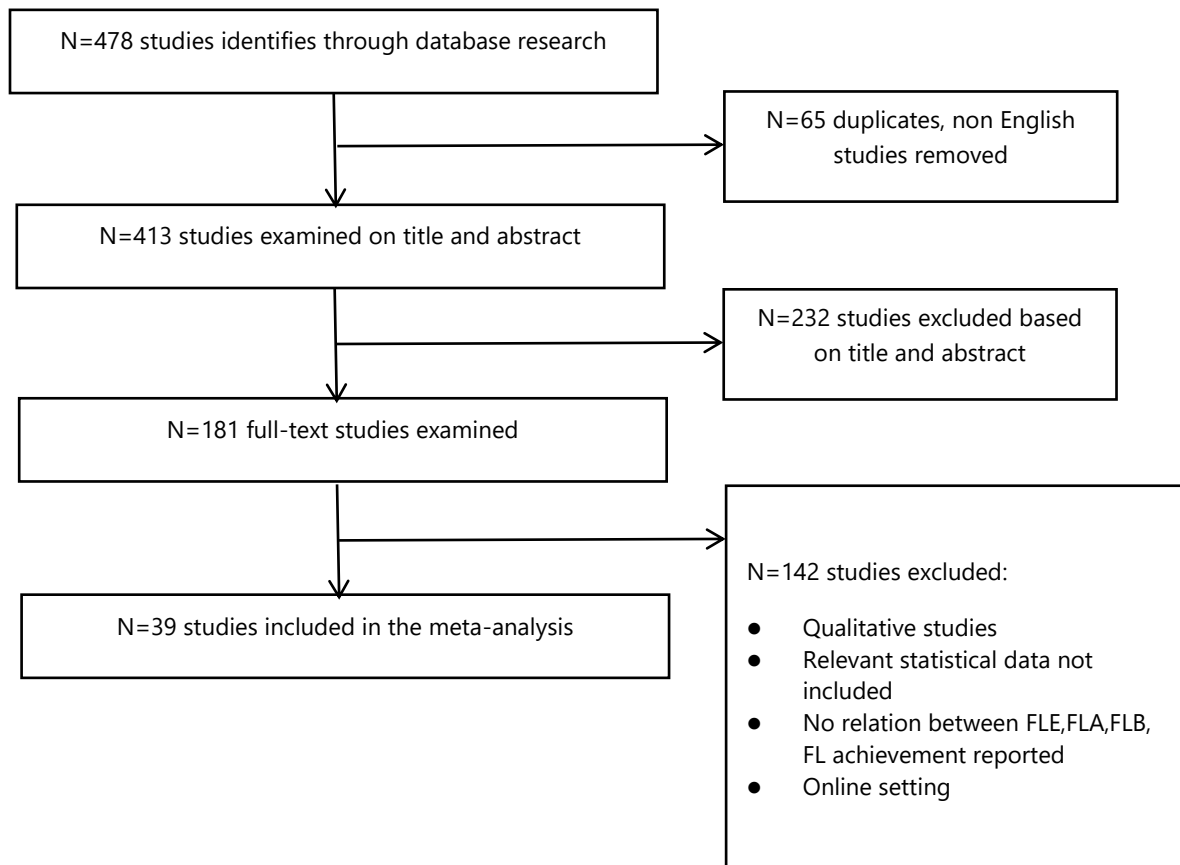 N=478 studies identifies through database research
N=65 duplicates, non English
studies removed
N=413 studies examined on title and abstract
N=232 studies excluded based
on title and abstract
N=181 full-text studies examined
N=142 studies excluded:
● Qualitative studies
● Relevant statistical data not
included
● No relation between FLE,FLA,FLB,
FL achievement reported
● Online setting
N=39 studies included in the meta-analysis